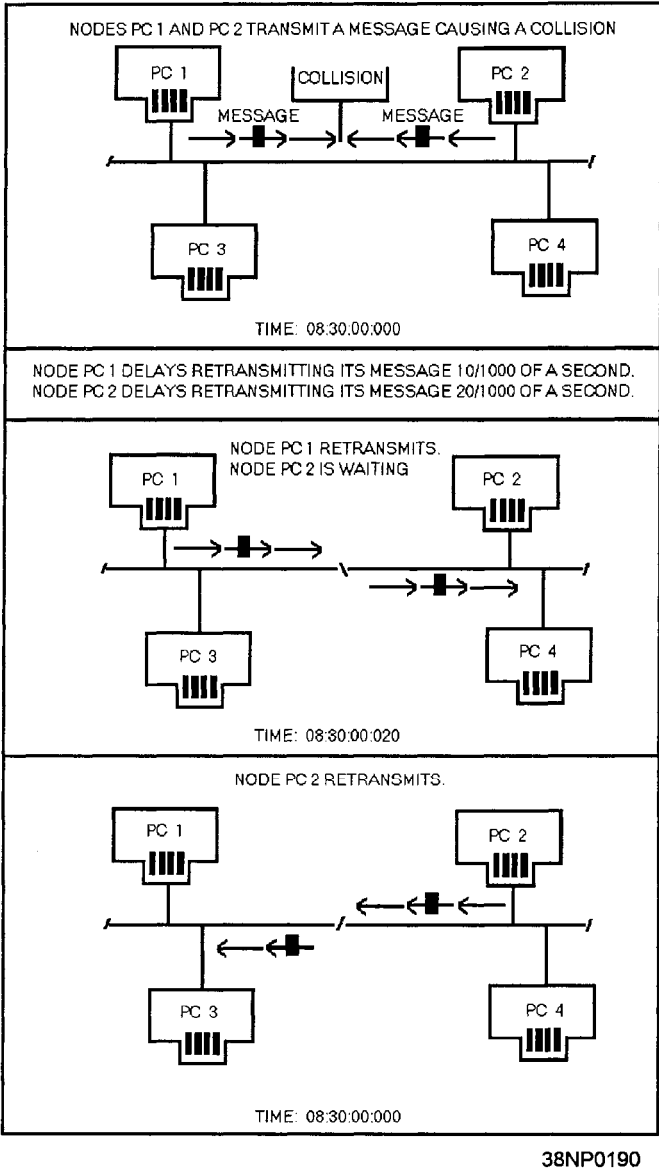 NODES PC 1 AND PC 2 TRANSMIT A MESSAGE CAUSING A COLLISION
PC 1
COLLISION
PC 2
MESSAGE
MESSAGE
PC 3
PC 4
TIME: 08:30:00:000
NODE PC 1 DELAYS RETRANSMITTING ITS MESSAGE 10/1000 OF A SECOND.
NODE PC 2 DELAYS RETRANSMITTING ITS MESSAGE 20/1000 OF A SECOND.
NODE PC 1 RETRANSMITS.
NODE PC 2 IS WAITING
PC 1
PC 2
PC 3
PC 4
TIME: 08:30:00:020
NODE PC 2 RETRANSMITS.
PC 1
PC 2
PC 3
PC 4
TIME: 08:30:00:000
38NP0190